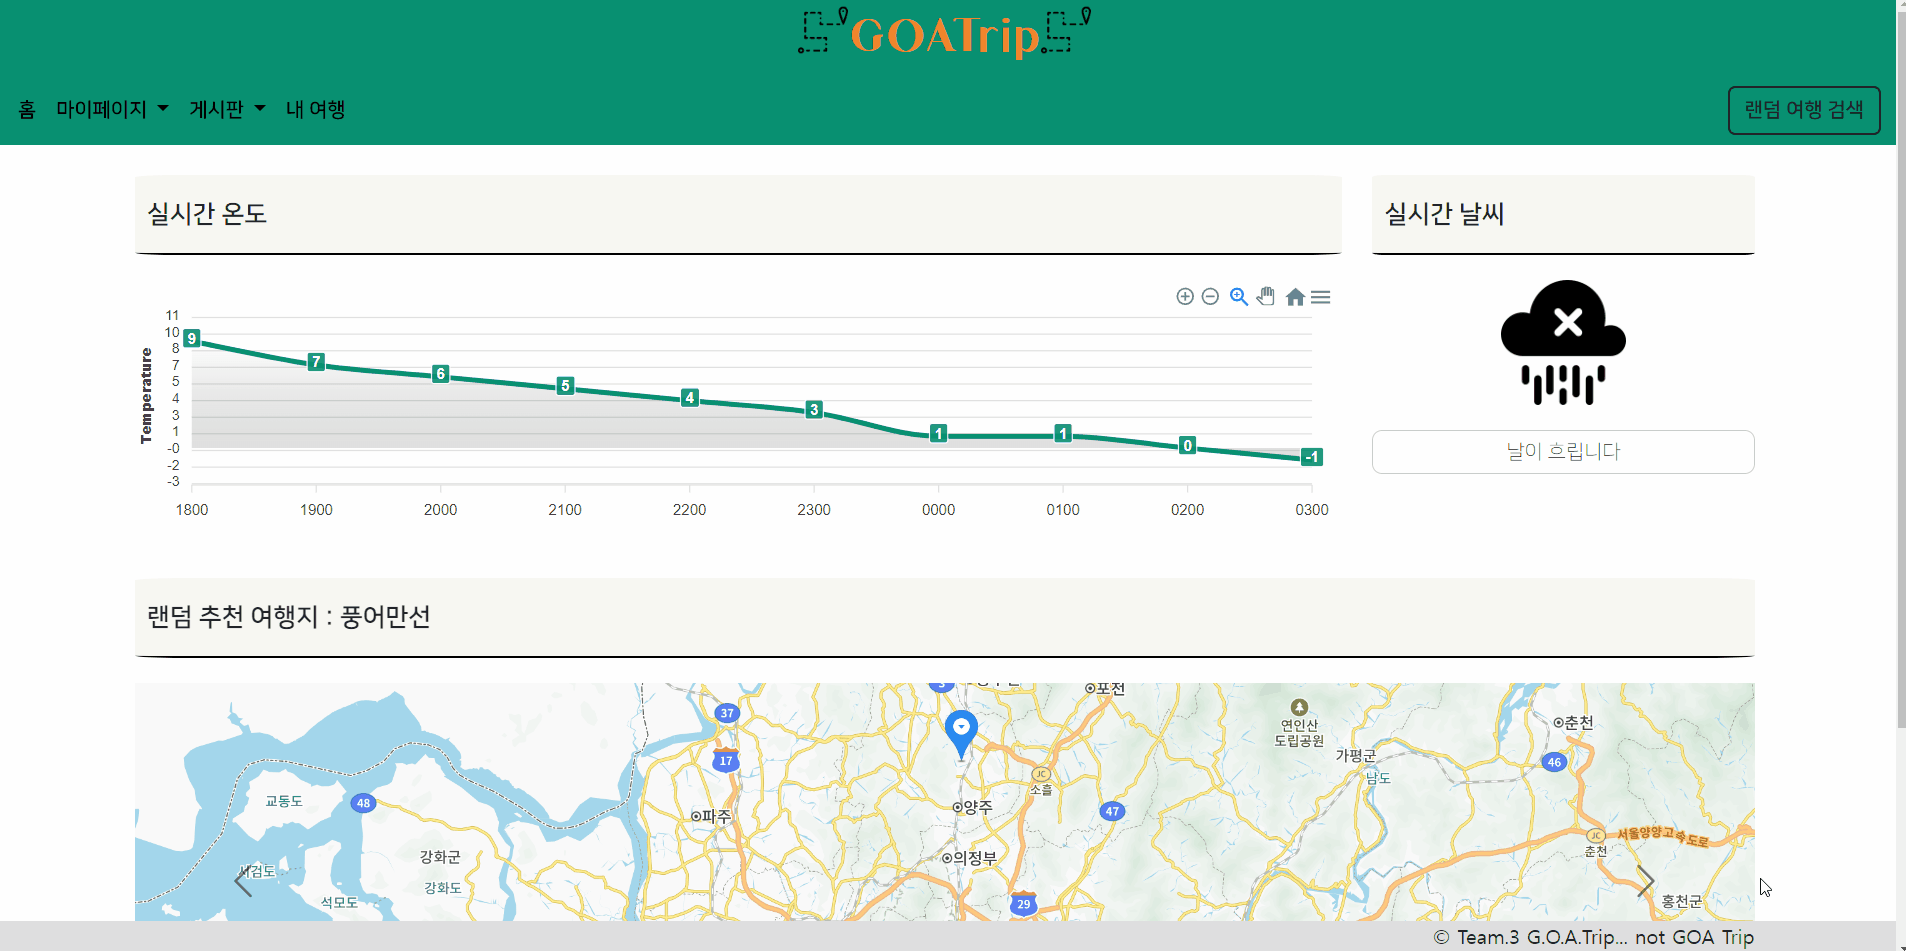 GOATrip
홈 마이페이지 게시판 내 여행 랜덤 여행 검색
실시간 온도
실시간 날씨
Temperature
11
10
8
7
5
4
3
1
-0
-2
-3
9 7 6 5 4 3 1 1 0 -1
1800 1900 2000 2100 2200 2300 0000 0100 0200 0300
날이 흐립니다
랜덤 추천 여행지 : 풍어만선
포천
37
연인산
도립공원
춘천
가평군
17
46
JC
소흘
남도
교동도
48
양주
47
파주
JC
서울양양고속도로
춘천
강화군
의정부
강화도
석모도
29
홍천군
© Team.3 G.O.A.Trip... not GOA Trip